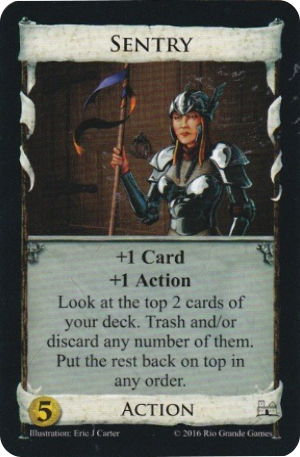 SENTRY
+1 Card
+1 Action
Look at the top 2 cards of
your deck. Trash and/or
discard any number of them.
Put the rest back on top in
any order.
5
ACTION
Illustration: Eric J Carter
© 2016 Rio Grande Games